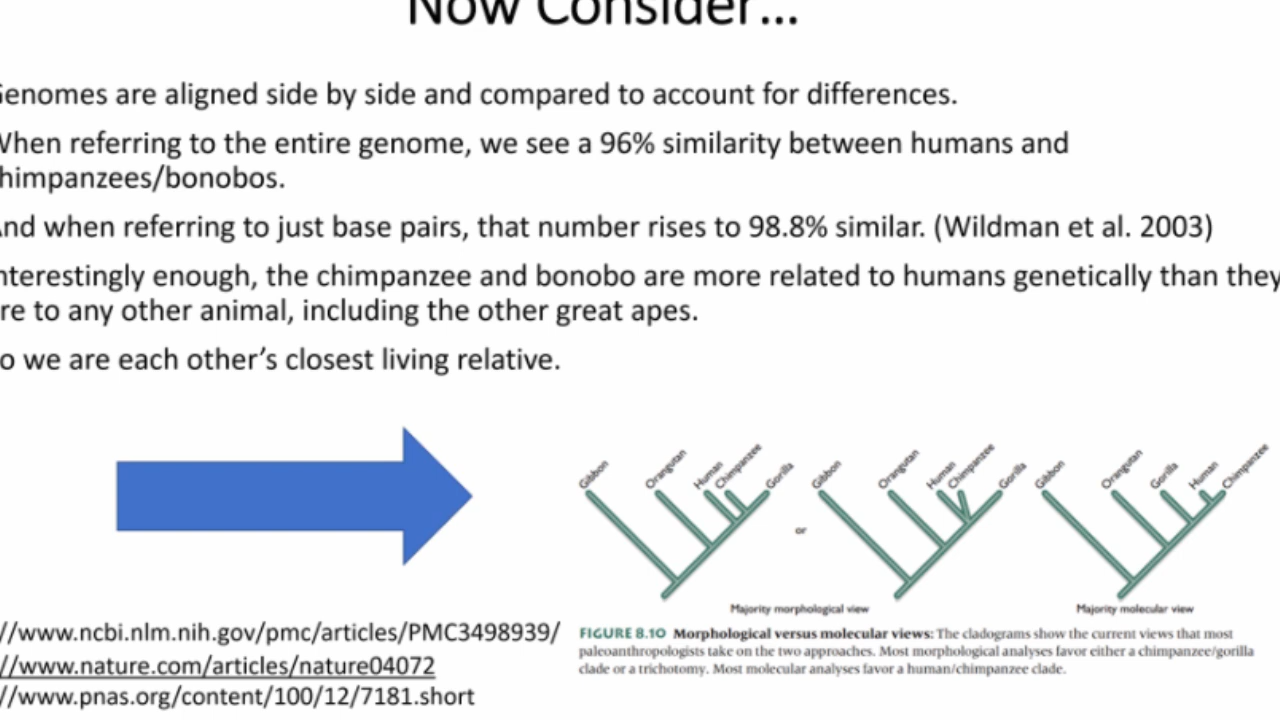 Now Consider...
Genomes are aligned side by side and compared to account for differences.
When referring to the entire genome, we see a 96% similarity between humans and
himpanzees/bonobos.
And when referring to just base pairs, that number rises to 98.8% similar. (Wildman et al. 2003)
nterestingly enough, the chimpanzee and bonobo are more related to humans genetically than they
re to any other animal, including the other great apes.
o we are each other's closest living relative.
Gibbon Orangutan Human Chimpanzee Gorilla
or
Gibbon Orangutan Human Chimpanzee Gorilla
Gibbon Orangutan Gorilla Human Chimpanzee
Majority morphological view
Majority molecular view
FIGURE 8.10 Morphological versus molecular views: The cladograms show the current views that most
paleoanthropologists take on the two approaches. Most morphological analyses favor either a chimpanzee/gorilla
clade or a trichotomy. Most molecular analyses favor a human/chimpanzee clade.
//www.ncbi.nlm.nih.gov/pmc/articles/PMC3498939/
//www.nature.com/articles/nature04072
//www.pnas.org/content/100/12/7181.short